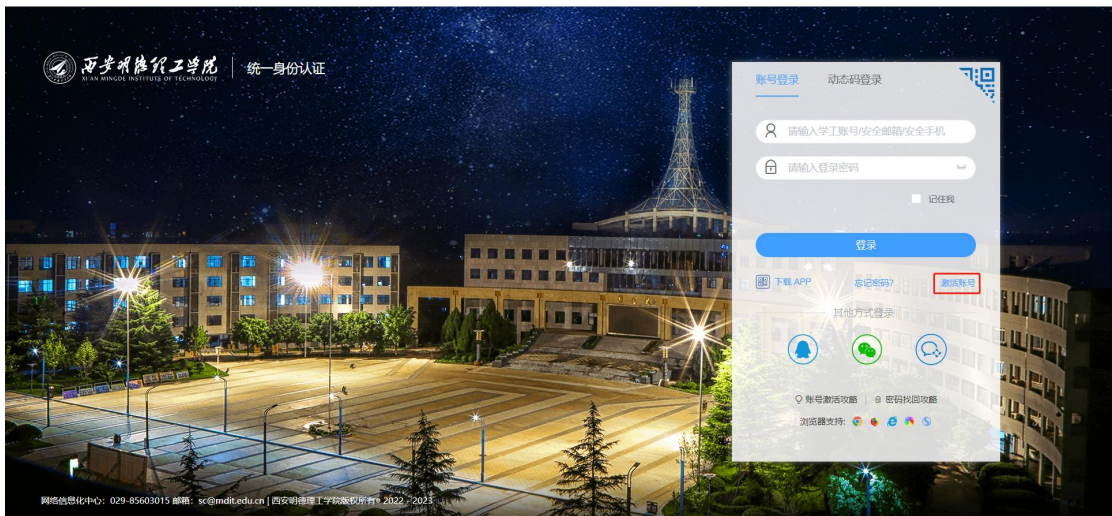 西安明德理工学院
XI'AN MINGDE INSTITUTE OF TECHNOLOGY
统一身份认证
账号登录 动态码登录
请输入学工账号/安全邮箱/安全手机
请输入登录密码
记住我
登录
下载 APP 忘记密码? 激活账号
其他方式登录
账号激活攻略 | 密码找回攻略
浏览器支持:
网络信息化中心：029-85603015 邮箱：sc@mdit.edu.cn | 西安明德理工学院版权所有© 2022 - 2023